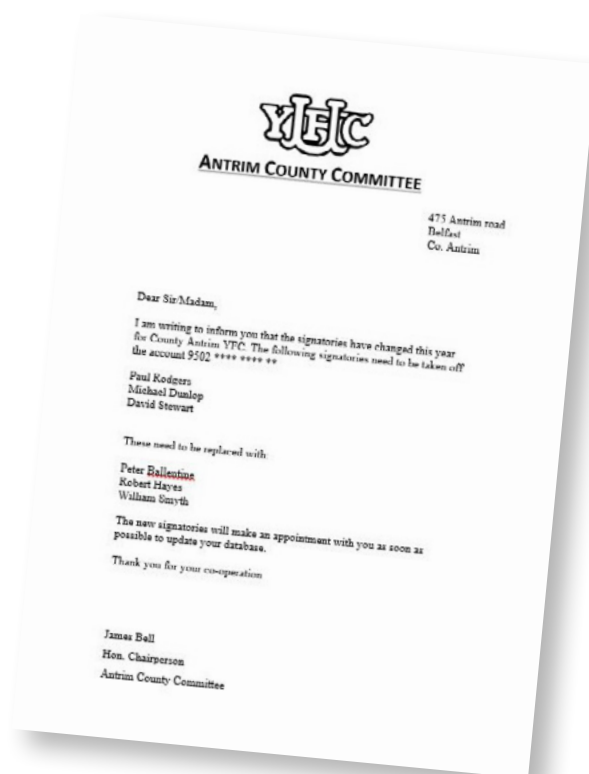 YFCU
ANTRIM COUNTY COMMITTEE
475 Antrim road
Belfast
Co. Antrim
Dear Sir/Madam,
I am writing to inform you that the signatories have changed this year
for County Antrim YFC. The following signatories need to be taken off
the account 9502 **** **** **
Paul Rodgers
Michael Dunlop
David Stewart
These need to be replaced with:
Peter Ballentine
Robert Hayes
William Smyth
The new signatories will make an appointment with you as soon as
possible to update your database.
Thank you for your co-operation
James Bell
Hon. Chairperson
Antrim County Committee